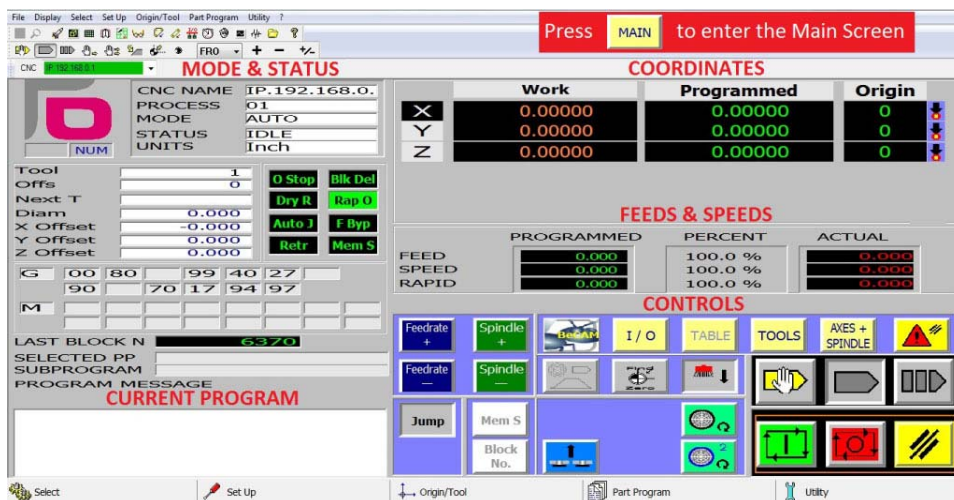 File Display Select Set Up Origin/Tool Part Program Utility ?
Press MAIN to enter the Main Screen
FR0 + - +/-
CNC IP.192.168.0.1
MODE & STATUS
CNC NAME IP.192.168.0.
PROCESS 01
MODE AUTO
STATUS IDLE
UNITS Inch
NUM
COORDINATES
Work Programmed Origin
X 0.00000 0.00000 0
Y 0.00000 0.00000 0
Z 0.00000 0.00000 0
Tool 1
Offs 0
Next T
Diam 0.000
X Offset -0.000
Y Offset 0.000
Z Offset 0.000
O Stop Blk Del
Dry R Rap O
Auto J F Byp
Retr Mem S
FEEDS & SPEEDS
PROGRAMMED PERCENT ACTUAL
FEED 0.000 100.0 % 0.000
SPEED 0.000 100.0 % 0.000
RAPID 0.000 100.0 % 0.000
G 00 80 99 40 27
90 70 17 94 97
M
LAST BLOCK N 6370
SELECTED PP
SUBPROGRAM
PROGRAM MESSAGE
CURRENT PROGRAM
CONTROLS
Feedrate +
Spindle +
BeGAM
I / O
TABLE
TOOLS
AXES + SPINDLE
Feedrate —
Spindle —
Find Zero
Jump
Mem S
Block No.
2
Select Set Up Origin/Tool Part Program Utility